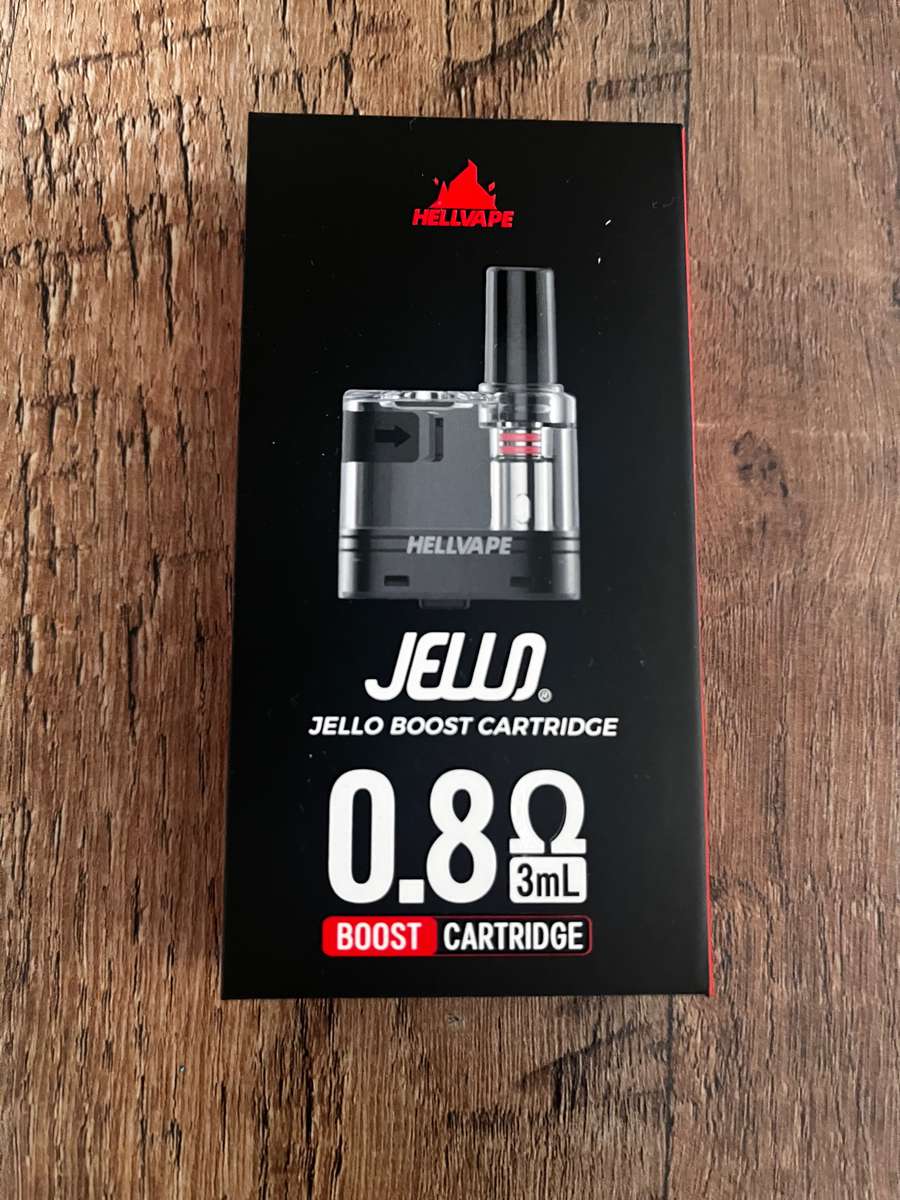 HELLVAPE
HELLVAPE
JELLO®
JELLO BOOST CARTRIDGE
0.8Ω
3mL
BOOST CARTRIDGE